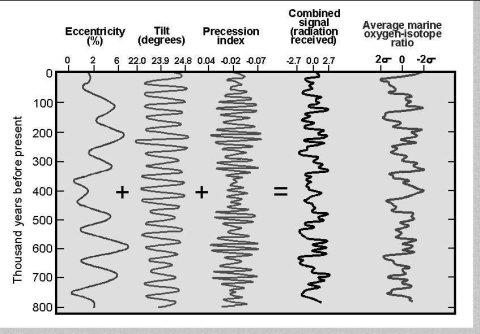 Eccentricity
(%)
Tilt
(degrees)
Precession
index
Combined
signal
(radiation
received)
Average marine
oxygen-isotope
ratio
0 2 6 22.0 23.9 24.8 0.04 -0.02 -0.07 -2.7 0.0 2.7 2σ 0 -2σ
Thousand years before present
0
100
200
300
400
500
600
700
800
+ + =